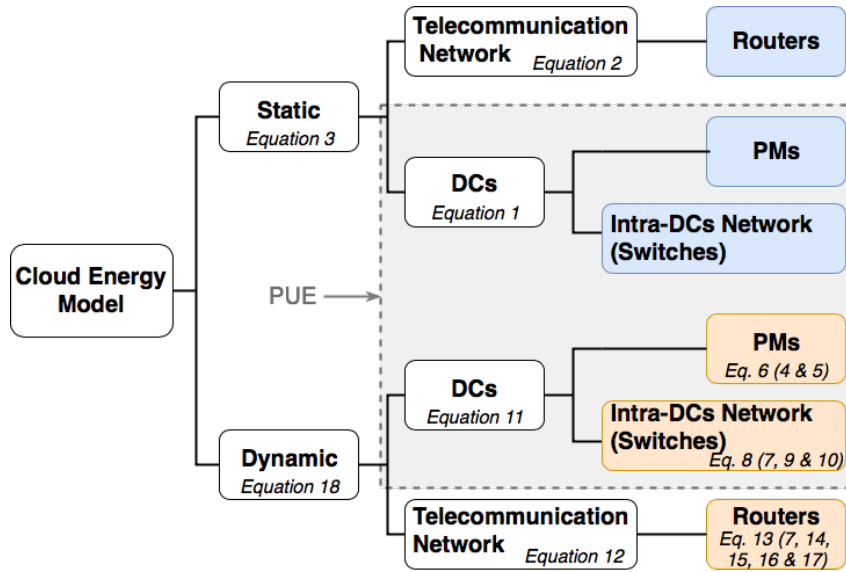 Telecommunication
Network
Equation 2
Routers
Static
Equation 3
PMs
DCs
Equation 1
Intra-DCs Network
(Switches)
Cloud Energy
Model
PUE
PMs
Eq. 6 (4 & 5)
DCs
Equation 11
Intra-DCs Network
(Switches)
Eq. 8 (7, 9 & 10)
Dynamic
Equation 18
Telecommunication
Network
Equation 12
Routers
Eq. 13 (7, 14,
15, 16 & 17)